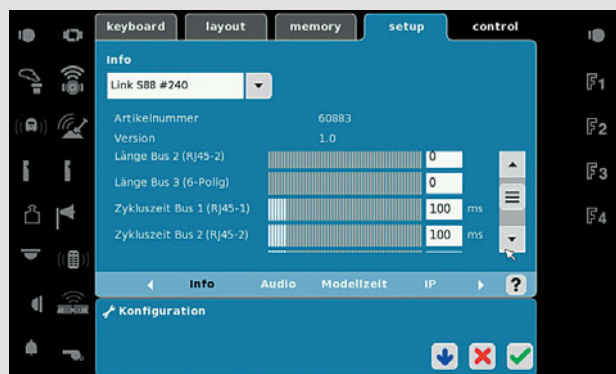 keyboard layout memory setup control
Info
Link S88 #240
Artikelnummer 60883
Version 1.0
Länge Bus 2 (RJ45-2) 0
Länge Bus 3 (6-Polig) 0
Zykluszeit Bus 1 (RJ45-1) 100 ms
Zykluszeit Bus 2 (RJ45-2) 100 ms
Info Audio Modellzeit IP ?
Konfiguration
F1
F2
F3
F4